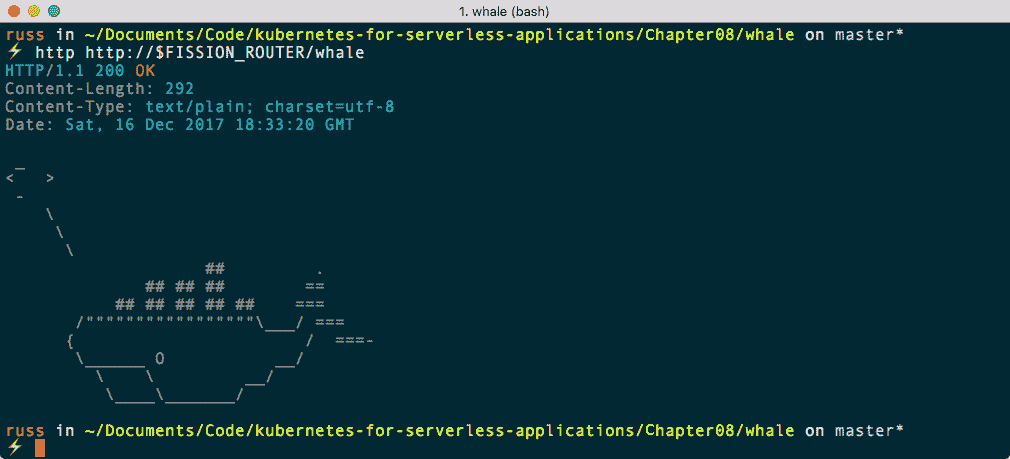 1. whale (bash)
russ in ~/Documents/Code/kubernetes-for-serverless-applications/Chapter08/whale on master*
⚡ http http://$FISSION_ROUTER/whale
HTTP/1.1 200 OK
Content-Length: 292
Content-Type: text/plain; charset=utf-8
Date: Sat, 16 Dec 2017 18:33:20 GMT

 _
<   >
 -
    \
     \
      \
                    ##         .
              ## ## ##        ==
           ## ## ## ## ##    ===
       /"""""""""""""""""\___/ ===
      {                       /  ===-
       \______ O           __/
         \    \         __/
          \____\_______/

russ in ~/Documents/Code/kubernetes-for-serverless-applications/Chapter08/whale on master*
⚡